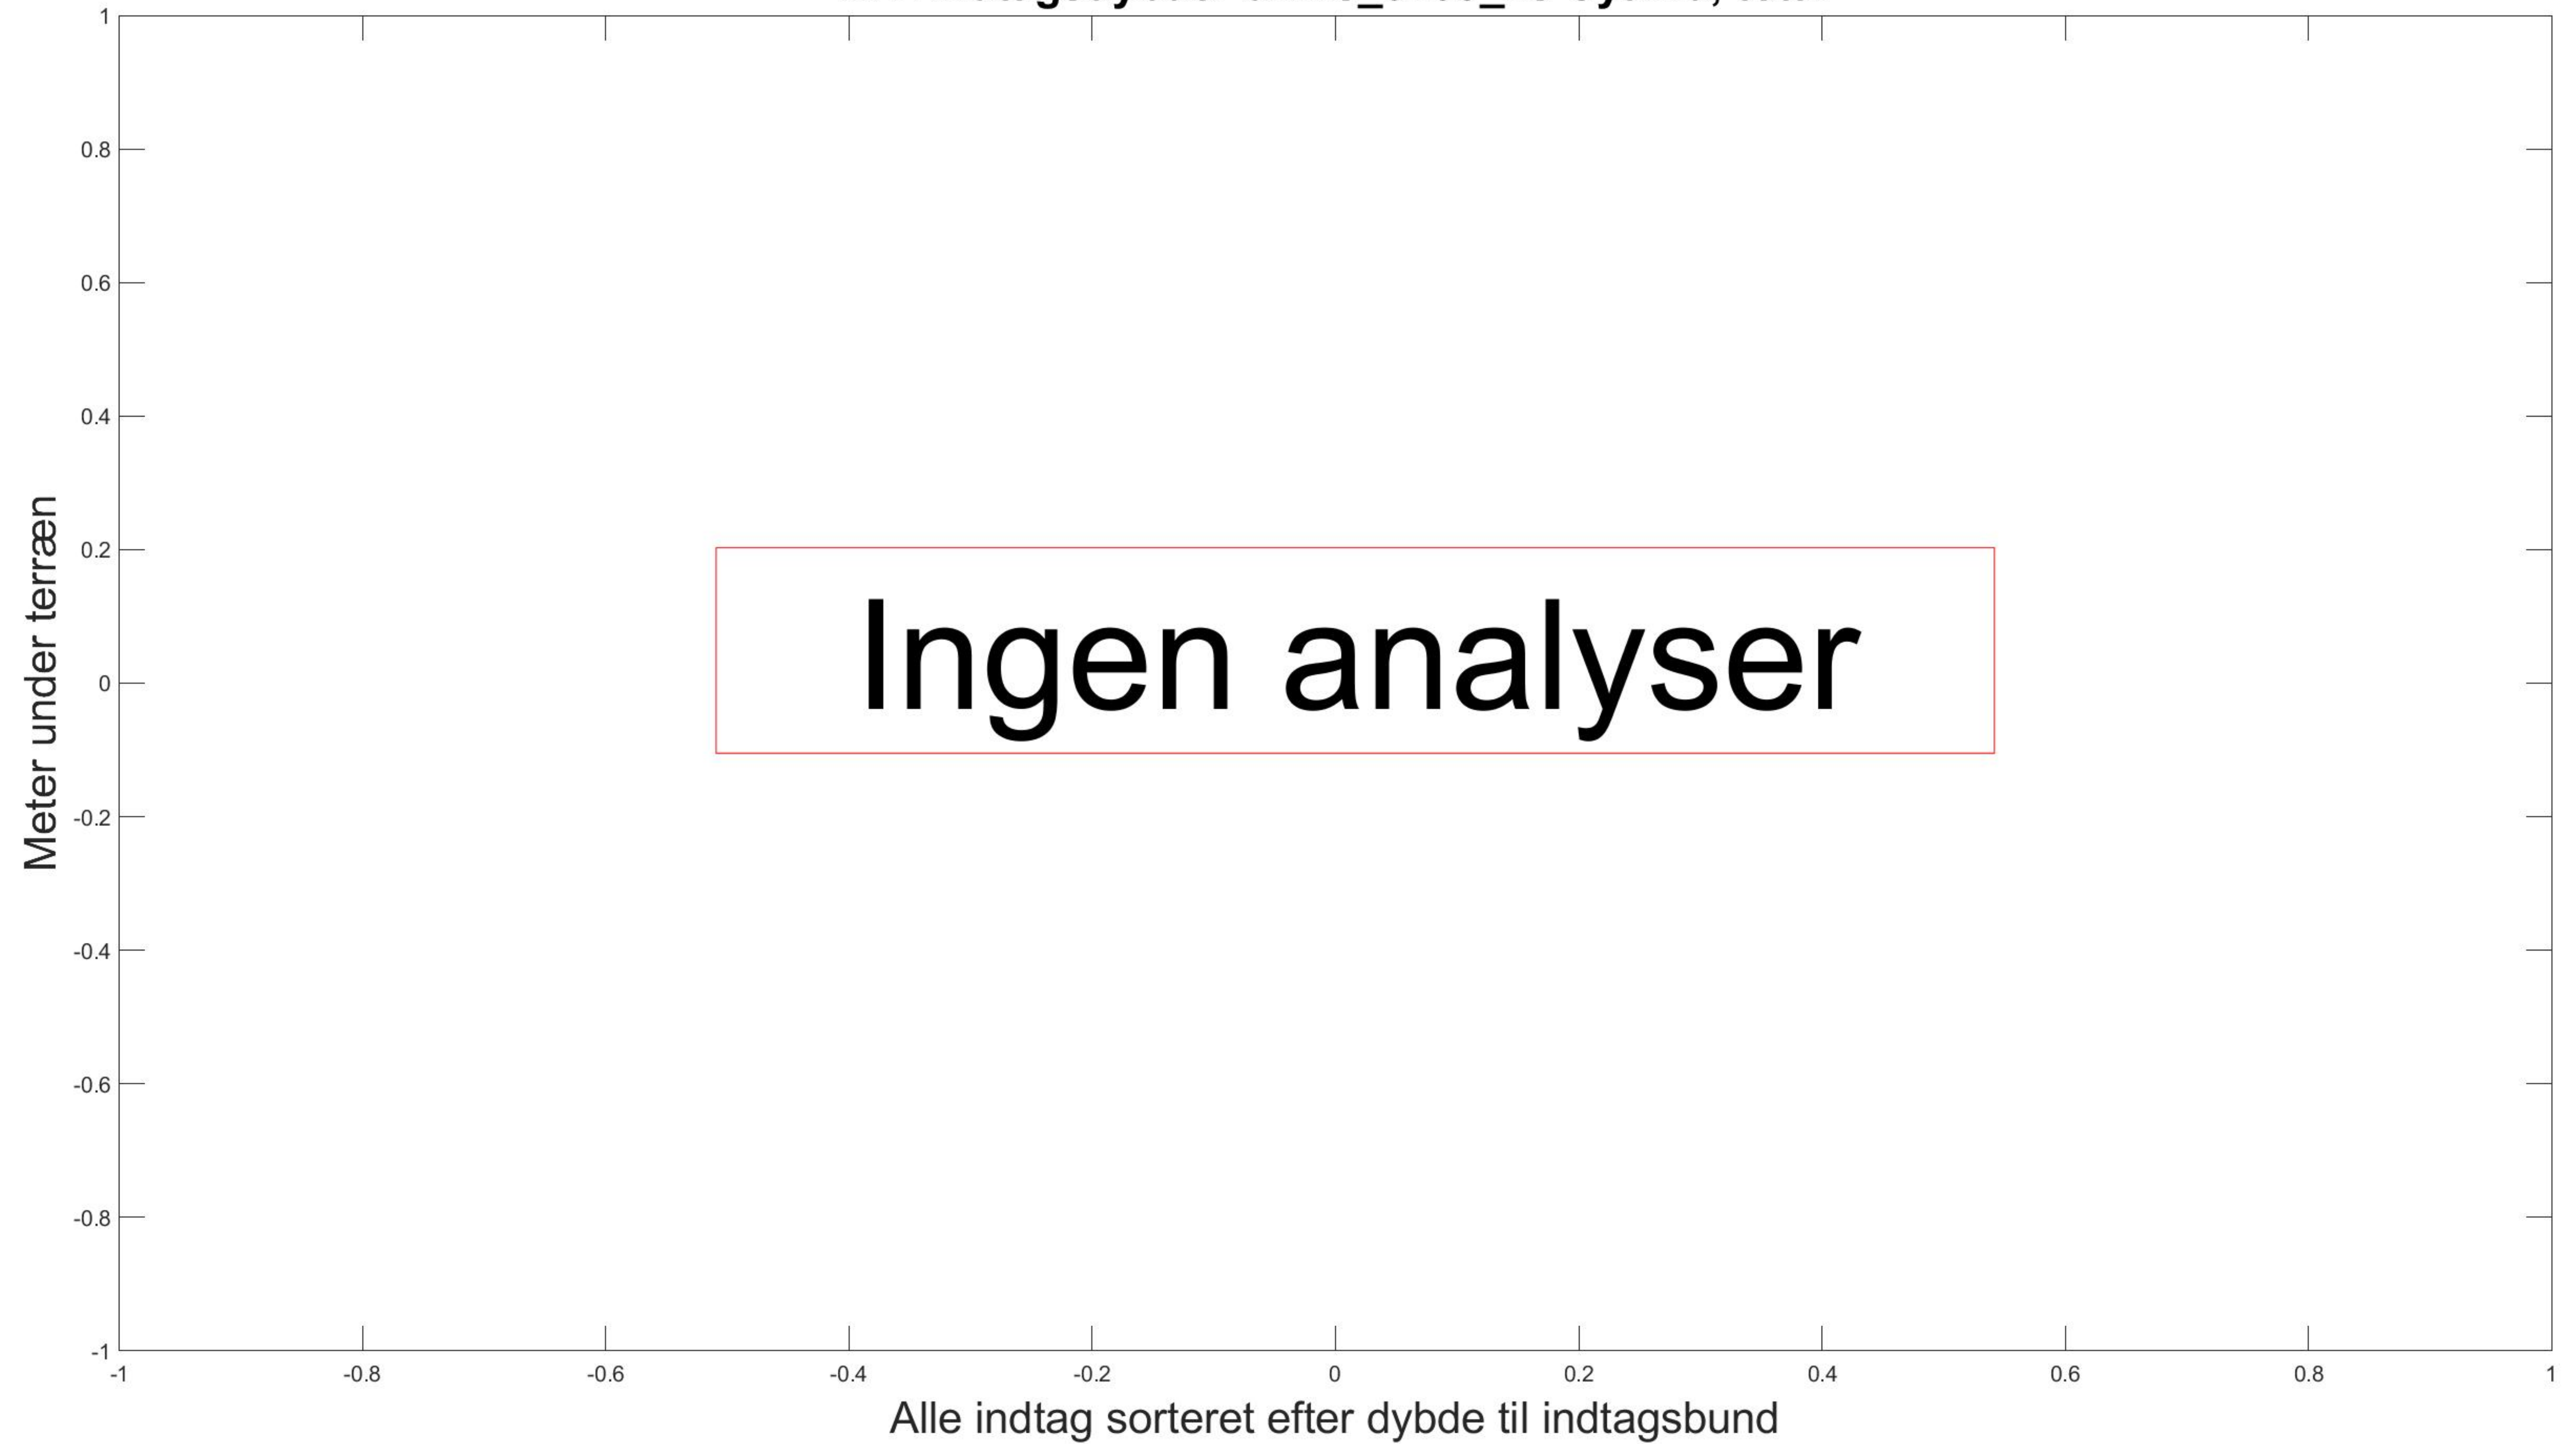 1
0.8
0.6
0.4
0.2
0
-0.2
-0.4
-0.6
-0.8
-1
Meter under terræn
Ingen analyser
-1 -0.8 -0.6 -0.4 -0.2 0 0.2 0.4 0.6 0.8 1
Alle indtag sorteret efter dybde til indtagsbund